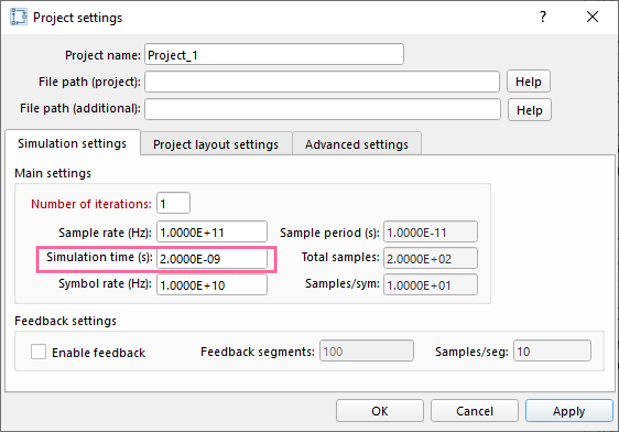 Project settings
Project name: Project_1
File path (project):
Help
File path (additional):
Help
Simulation settings Project layout settings Advanced settings
Main settings
Number of iterations: 1
Sample rate (Hz): 1.0000E+11 Sample period (s): 1.0000E-11
Simulation time (s): 2.0000E-09 Total samples: 2.0000E+02
Symbol rate (Hz): 1.0000E+10 Samples/sym: 1.0000E+01
Feedback settings
Enable feedback Feedback segments: 100 Samples/seg: 10
OK Cancel Apply